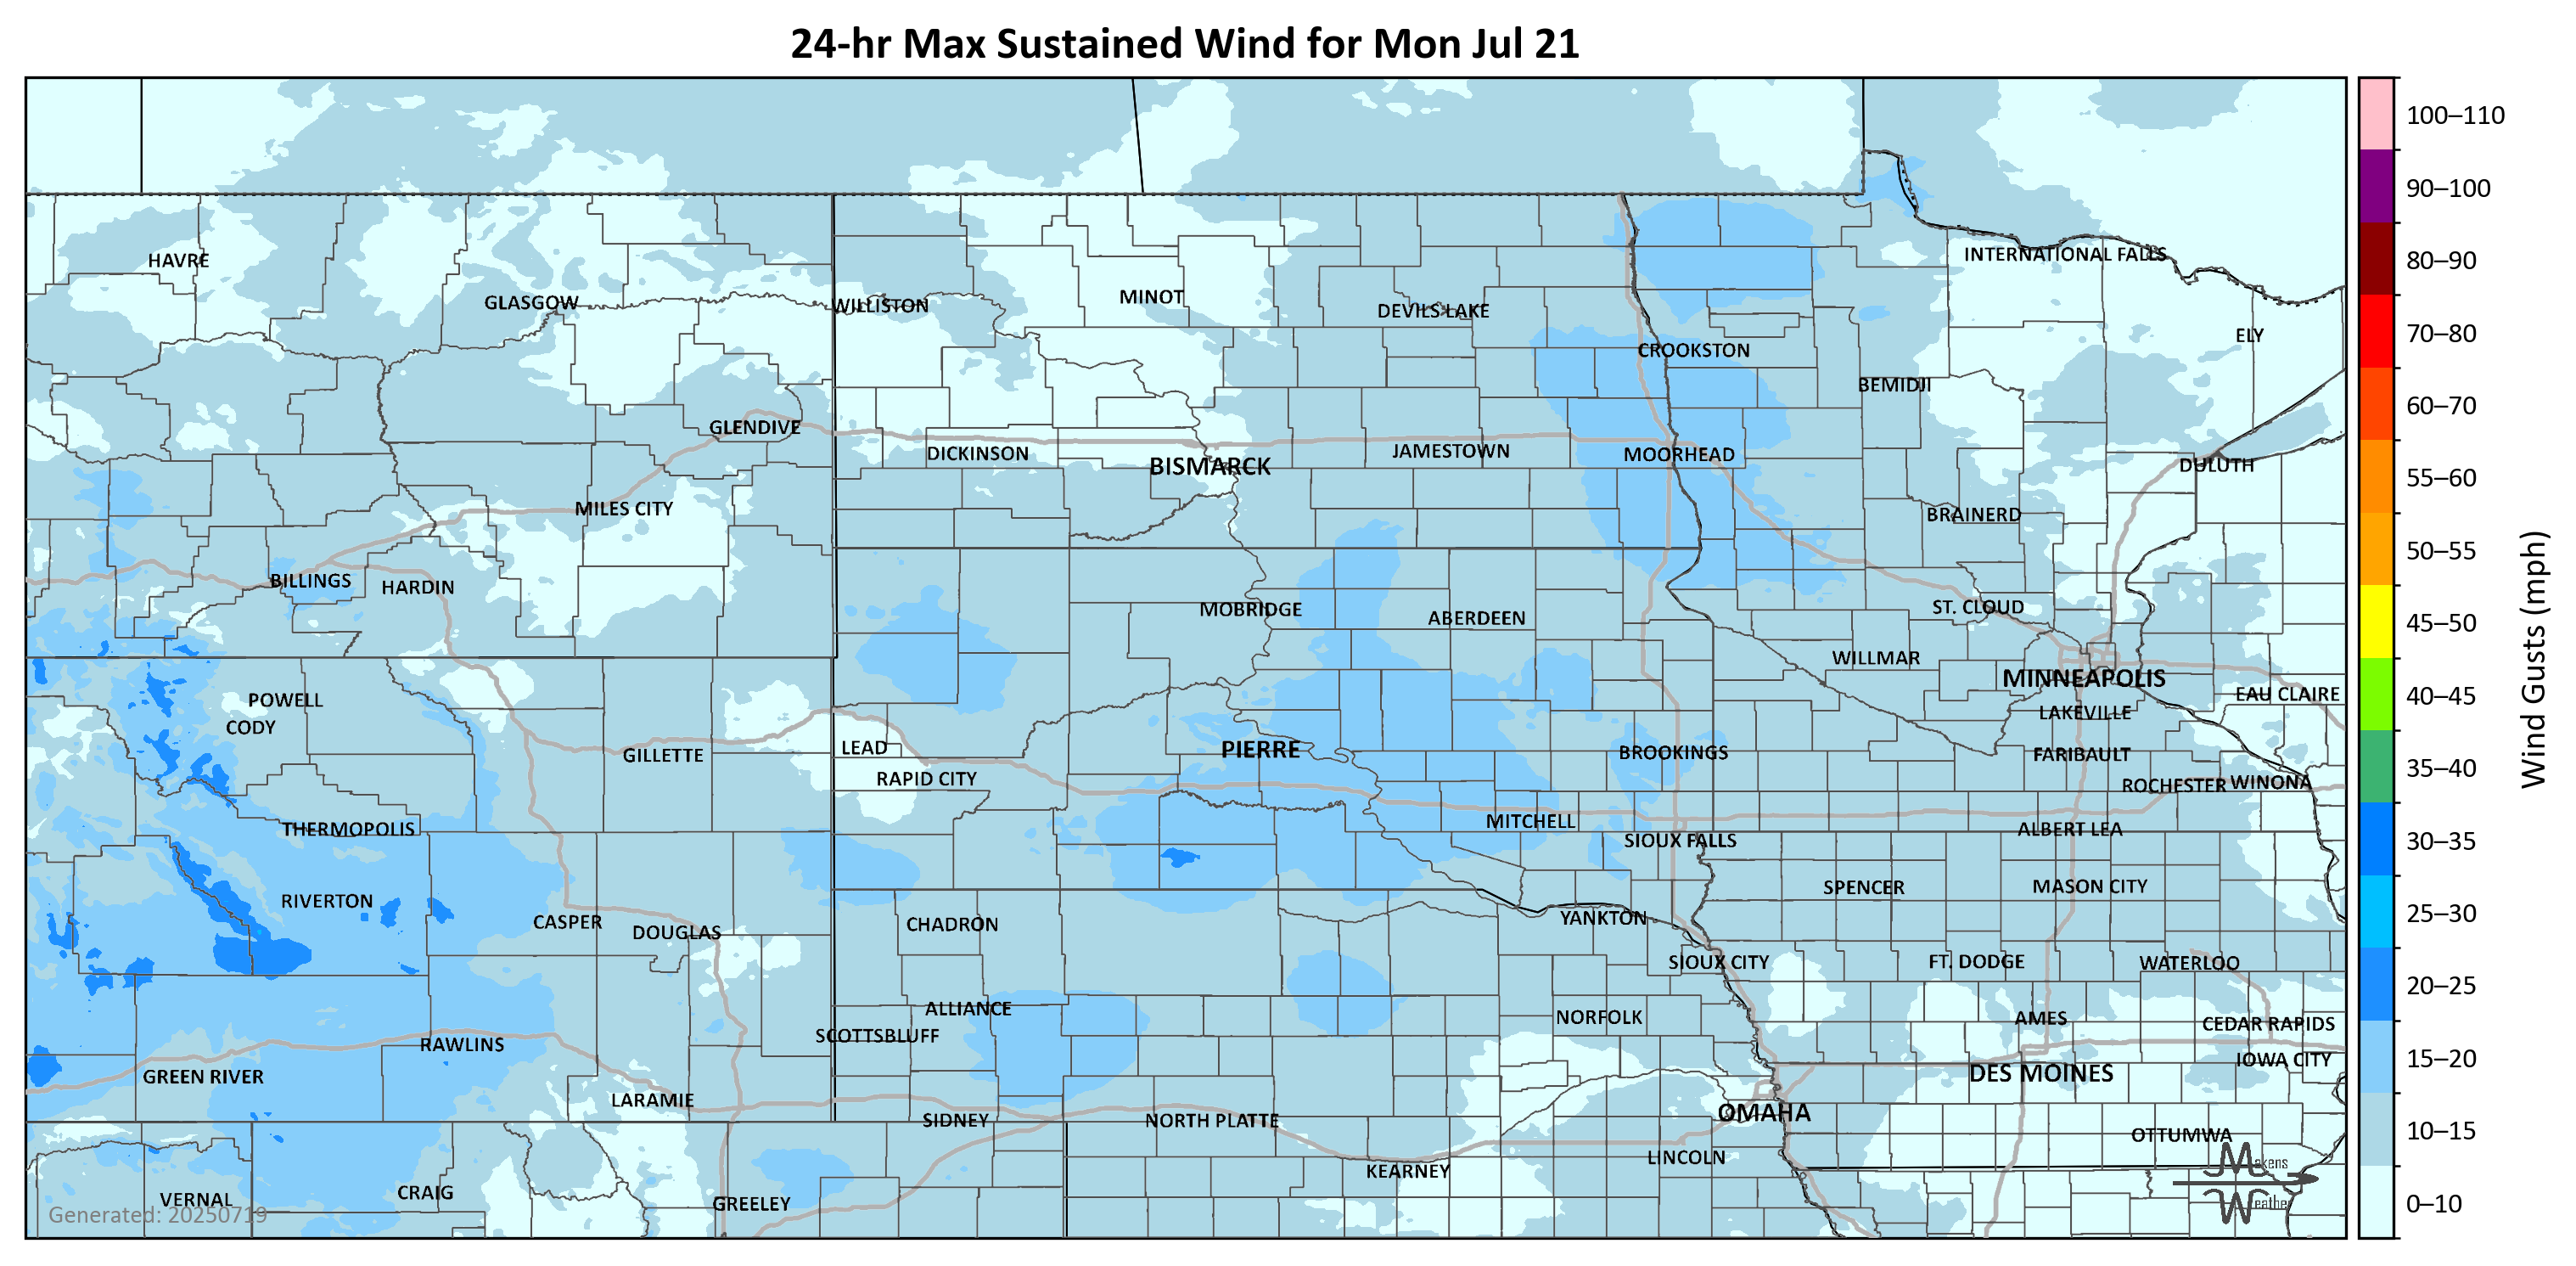 24-hr Max Sustained Wind for Mon Jul 21
100–110
90–100
80–90
70–80
60–70
55–60
50–55
45–50
40–45
35–40
30–35
25–30
20–25
15–20
10–15
0–10
Wind Gusts (mph)
HAVRE
GLASGOW
WILLISTON
MINOT
DEVILS LAKE
INTERNATIONAL FALLS
ELY
CROOKSTON
BEMIDJI
GLENDIVE
DICKINSON
BISMARCK
JAMESTOWN
MOORHEAD
DULUTH
MILES CITY
BRAINERD
BILLINGS
HARDIN
MOBRIDGE
ABERDEEN
ST. CLOUD
WILLMAR
MINNEAPOLIS
EAU CLAIRE
POWELL
CODY
LAKEVILLE
GILLETTE
LEAD
PIERRE
BROOKINGS
FARIBAULT
RAPID CITY
ROCHESTER
WINONA
THERMOPOLIS
MITCHELL
SIOUX FALLS
ALBERT LEA
RIVERTON
SPENCER
MASON CITY
CASPER
DOUGLAS
CHADRON
YANKTON
SIOUX CITY
FT. DODGE
WATERLOO
ALLIANCE
NORFOLK
AMES
CEDAR RAPIDS
RAWLINS
SCOTTSBLUFF
IOWA CITY
GREEN RIVER
DES MOINES
LARAMIE
SIDNEY
NORTH PLATTE
OMAHA
OTTUMWA
LINCOLN
KEARNEY
VERNAL
CRAIG
GREELEY
Generated: 20250719
Makens
Weather